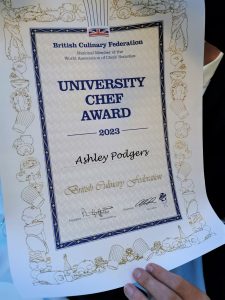 British Culinary Federation
National Member of the
World Association of Chefs Societies
UNIVERSITY
CHEF
AWARD
2023
Ashley Podgers
British Culinary Federation